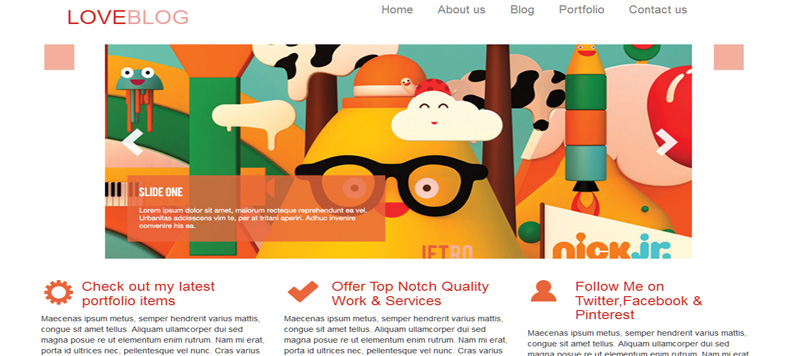 LOVEBLOG
Home About us Blog Portfolio Contact us
SLIDE ONE
Lorem ipsum dolor sit amet, malorum recteque reprehendunt ea vel.
Urbanitas adolescens vim te, per at tritani aperiri. Adhuc invenire
convenire his ea.
JETRO
nick jr.
Check out my latest
portfolio items
Maecenas ipsum metus, semper hendrerit varius mattis,
congue sit amet tellus. Aliquam ullamcorper dui sed
magna posure re ut elementum enim rutrum. Nam mi erat,
porta id ultrices nec, pellentesque vel nunc. Cras varius
Offer Top Notch Quality
Work & Services
Maecenas ipsum metus, semper hendrerit varius mattis,
congue sit amet tellus. Aliquam ullamcorper dui sed
magna posure re ut elementum enim rutrum. Nam mi erat,
porta id ultrices nec, pellentesque vel nunc. Cras varius
Follow Me on
Twitter,Facebook &
Pinterest
Maecenas ipsum metus, semper hendrerit varius mattis,
congue sit amet tellus. Aliquam ullamcorper dui sed
magna posure re ut elementum enim rutrum. Nam mi erat,